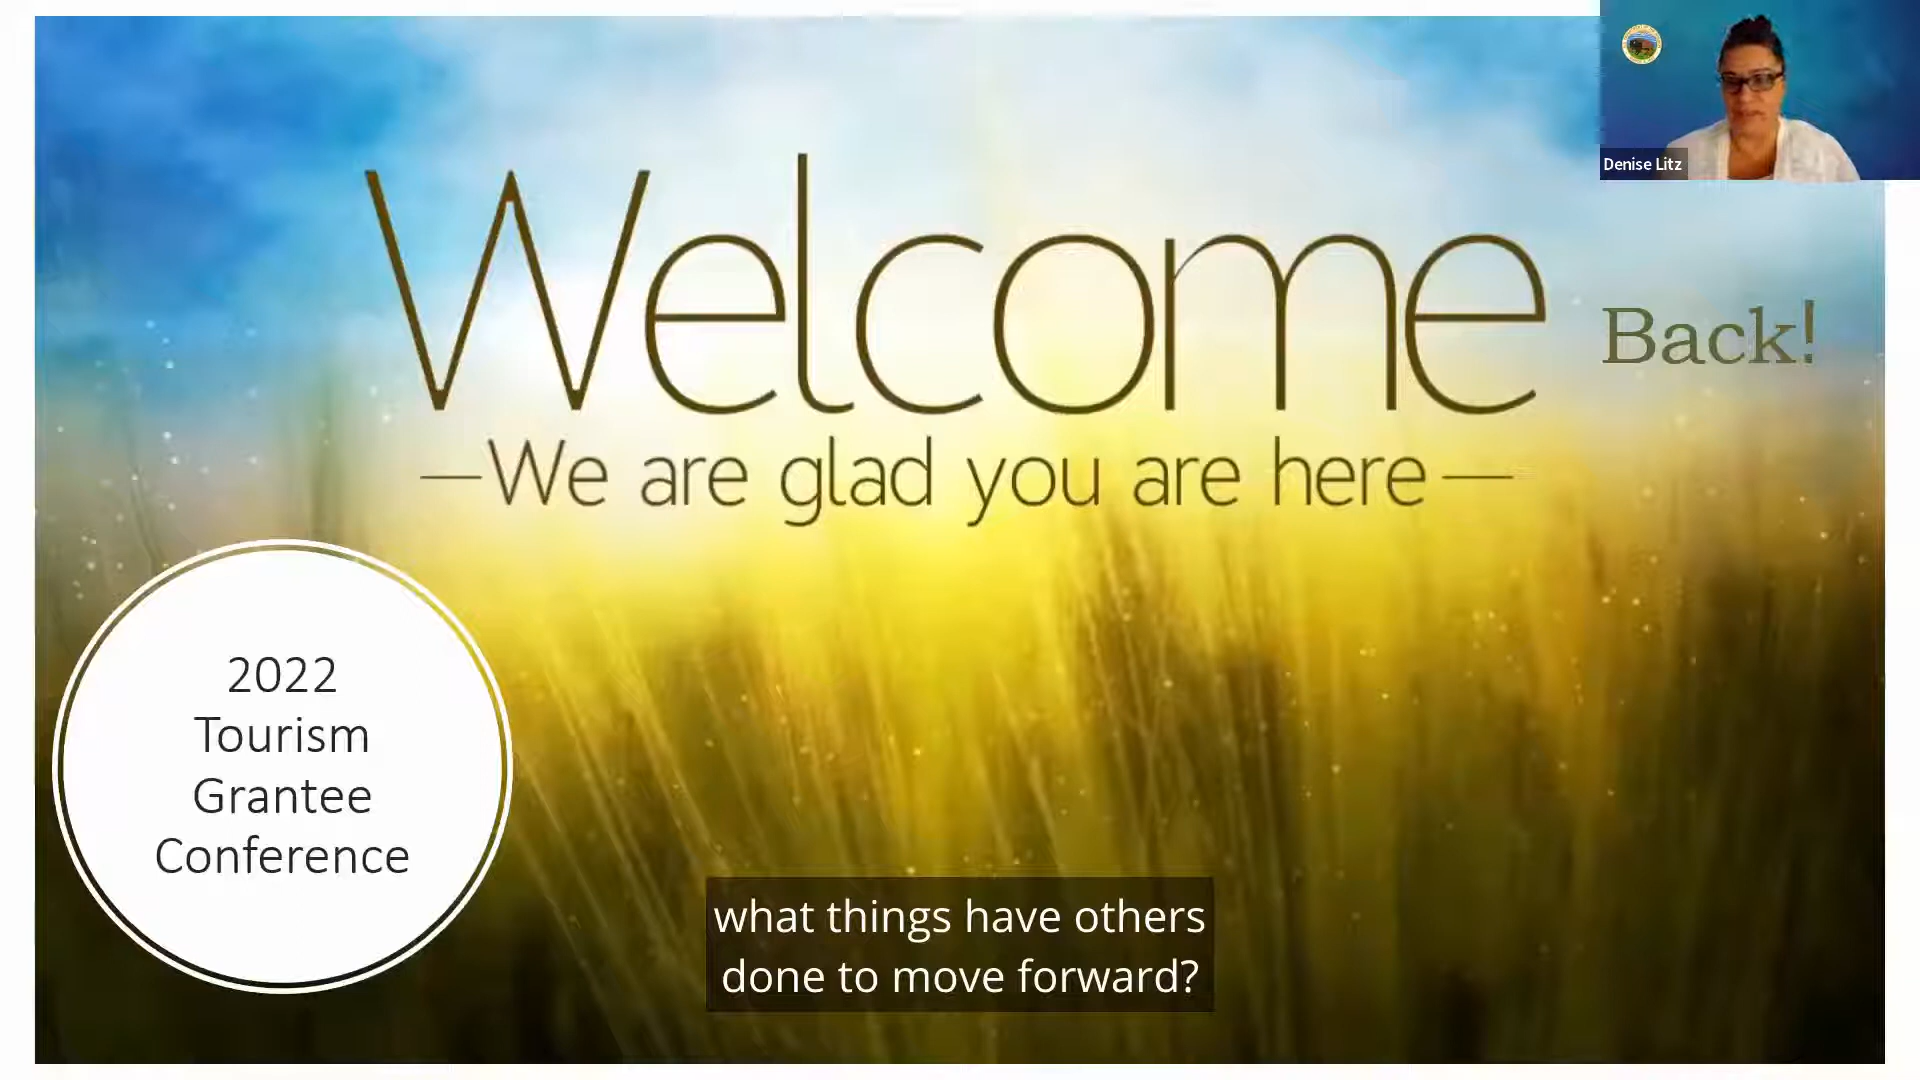 Welcome Back!
—We are glad you are here—
2022
Tourism
Grantee
Conference
what things have others
done to move forward?
Denise Litz